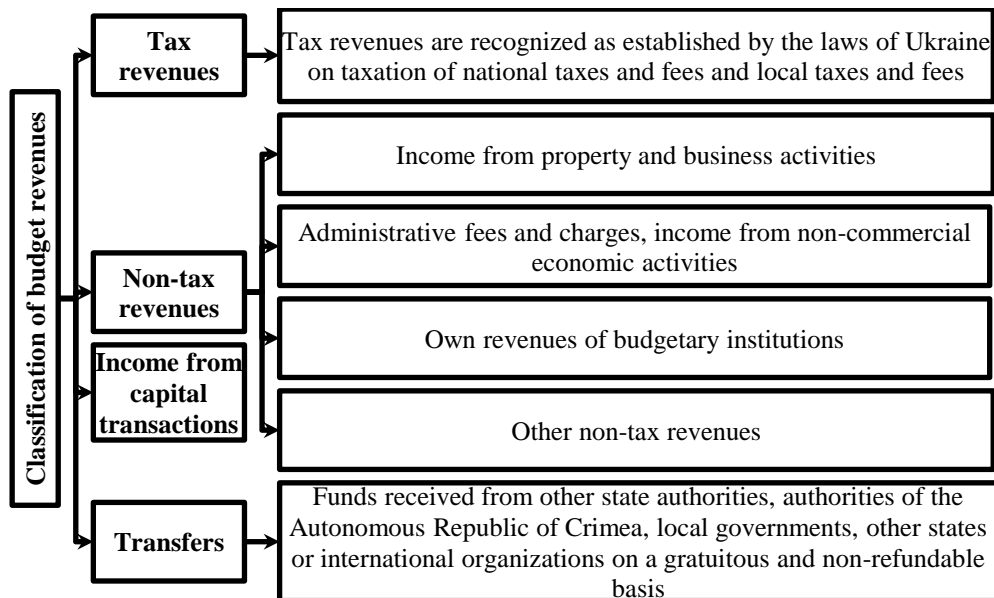 Classification of budget revenues
Tax
revenues
Tax revenues are recognized as established by the laws of Ukraine
on taxation of national taxes and fees and local taxes and fees
Non-tax
revenues
Income from property and business activities
Administrative fees and charges, income from non-commercial
economic activities
Own revenues of budgetary institutions
Other non-tax revenues
Income from
capital
transactions
Transfers
Funds received from other state authorities, authorities of the
Autonomous Republic of Crimea, local governments, other states
or international organizations on a gratuitous and non-refundable
basis